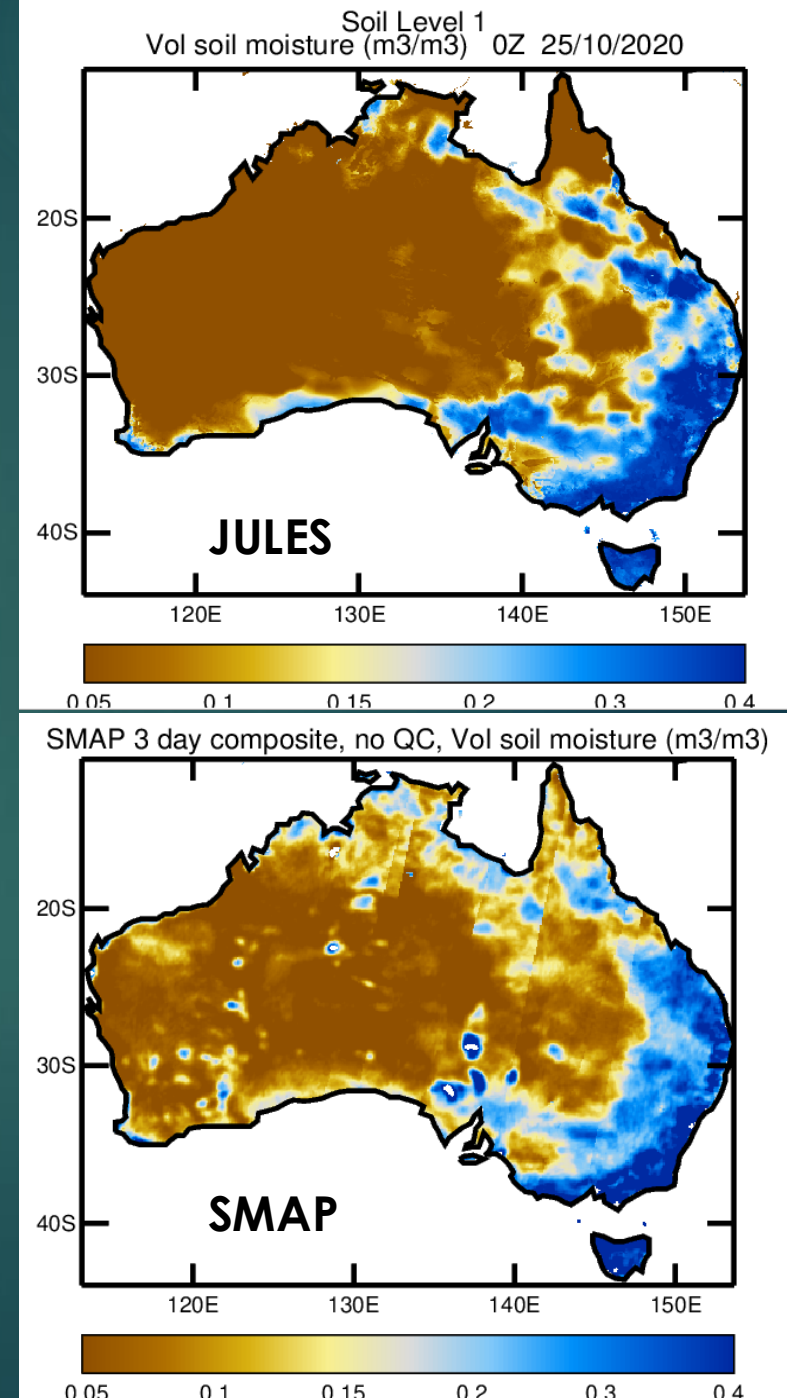 Soil Level 1
Vol soil moisture (m3/m3) 0Z 25/10/2020
20S
30S
40S
JULES
120E 130E 140E 150E
0.05 0.1 0.15 0.2 0.3 0.4
SMAP 3 day composite, no QC, Vol soil moisture (m3/m3)
20S
30S
40S
SMAP
120E 130E 140E 150E
0.05 0.1 0.15 0.2 0.3 0.4